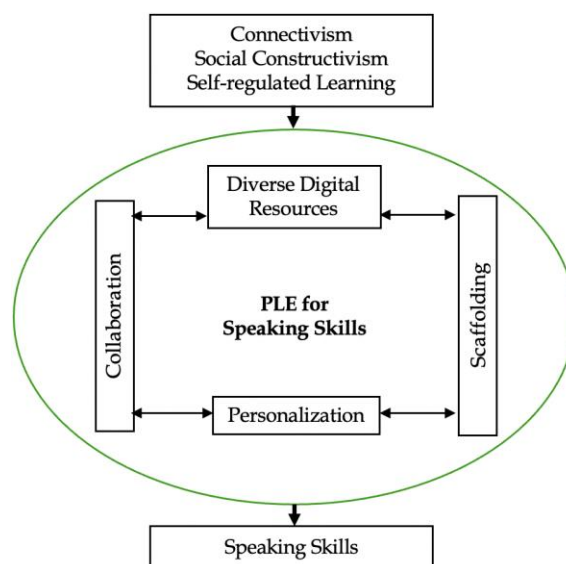 Connectivism
Social Constructivism
Self-regulated Learning
Diverse Digital
Resources
Collaboration
PLE for
Speaking Skills
Scaffolding
Personalization
Speaking Skills